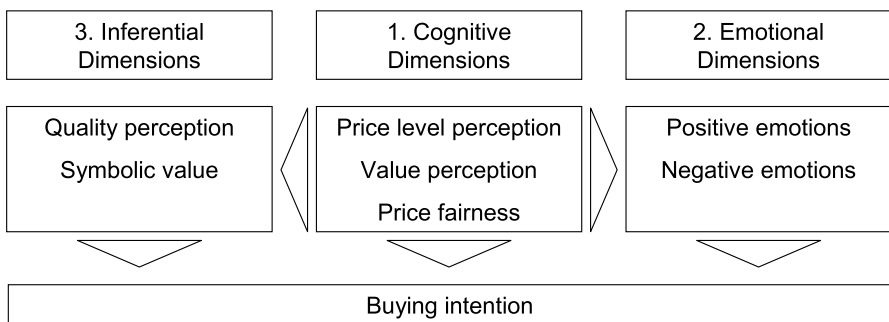 3. Inferential
Dimensions
1. Cognitive
Dimensions
2. Emotional
Dimensions
Quality perception
Symbolic value
Price level perception
Value perception
Price fairness
Positive emotions
Negative emotions
Buying intention